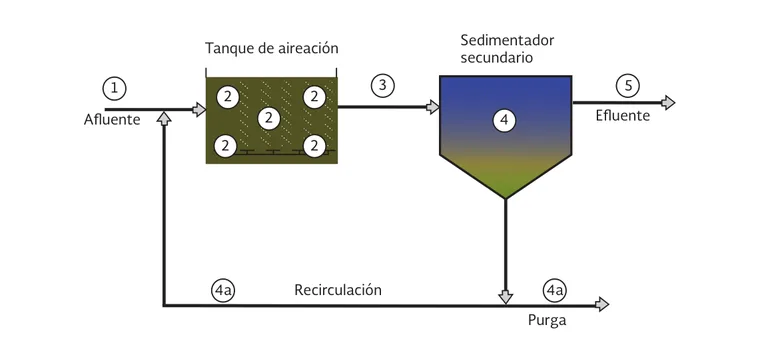 Tanque de aireación
Sedimentador
secundario
1
2
2
3
5
Afluente
2
4
Efluente
2
2
4a
Recirculación
4a
Purga